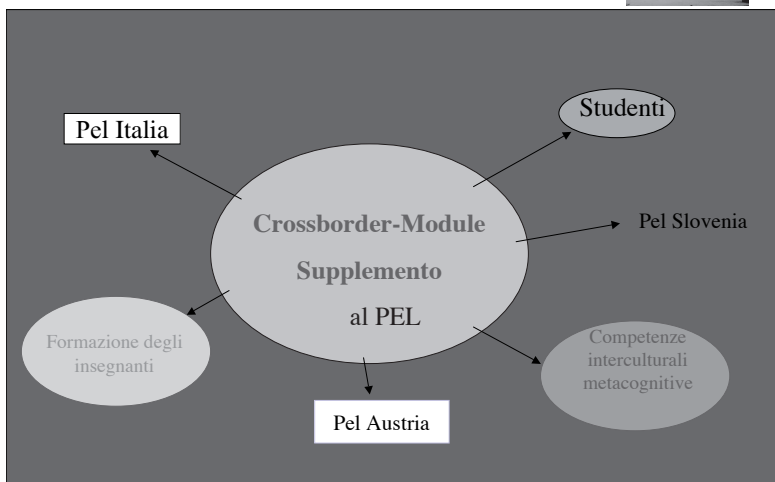 Studenti
Pel Italia
Crossborder-Module
Supplemento
al PEL
Pel Slovenia
Formazione degli
insegnanti
Competenze
interculturali
metacognitive
Pel Austria